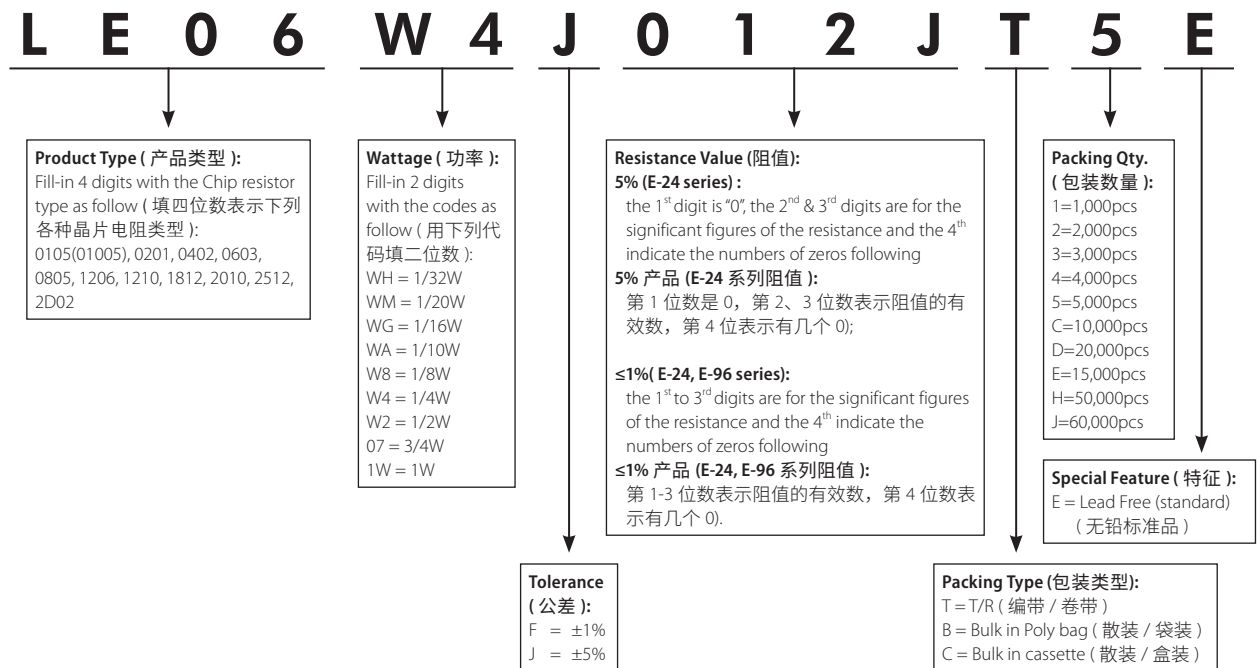 L E 0 6 W 4 J 0 1 2 J T 5 E
Product Type ( 产品类型 ):
Fill-in 4 digits with the Chip resistor
type as follow ( 填四位数表示下列
各种晶片电阻类型 ):
0105(01005), 0201, 0402, 0603,
0805, 1206, 1210, 1812, 2010, 2512,
2D02
Wattage ( 功率 ):
Fill-in 2 digits
with the codes as
follow ( 用下列代
码填二位数 ):
WH = 1/32W
WM = 1/20W
WG = 1/16W
WA = 1/10W
W8 = 1/8W
W4 = 1/4W
W2 = 1/2W
07 = 3/4W
1W = 1W
Tolerance
( 公差 ):
F = ±1%
J = ±5%
Resistance Value (阻值):
5% (E-24 series) :
the 1st digit is “0”, the 2nd & 3rd digits are for the
significant figures of the resistance and the 4th
indicate the numbers of zeros following
5% 产品 (E-24 系列阻值 ):
第 1 位数是 0，第 2、3 位数表示阻值的有
效数，第 4 位表示有几个 0);
≤1%( E-24, E-96 series):
the 1st to 3rd digits are for the significant figures
of the resistance and the 4th indicate the
numbers of zeros following
≤1% 产品 (E-24, E-96 系列阻值 ):
第 1-3 位数表示阻值的有效数，第 4 位数表
示有几个 0).
Packing Type (包装类型):
T = T/R ( 编带 / 卷带 )
B = Bulk in Poly bag ( 散装 / 袋装 )
C = Bulk in cassette ( 散装 / 盒装 )
Packing Qty.
( 包装数量 ):
1=1,000pcs
2=2,000pcs
3=3,000pcs
4=4,000pcs
5=5,000pcs
C=10,000pcs
D=20,000pcs
E=15,000pcs
H=50,000pcs
J=60,000pcs
Special Feature ( 特征 ):
E = Lead Free (standard)
( 无铅标准品 )